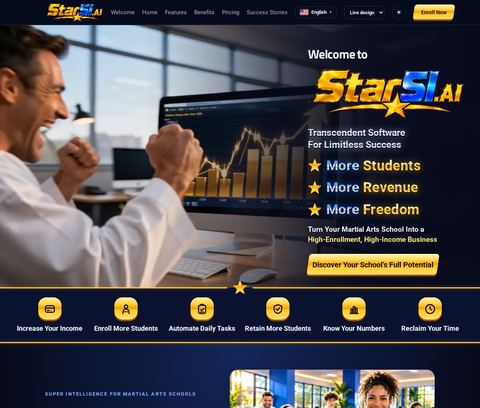 StarSI.AI
Welcome
Home
Features
Benefits
Pricing
Success Stories
English
Live design
Enroll Now
Welcome to
StarSI.AI
Transcendent Software
For Limitless Success
More Students
More Revenue
More Freedom
Turn Your Martial Arts School Into a
High-Enrollment, High-Income Business
Discover Your School's Full Potential
Increase Your Income
Enroll More Students
Automate Daily Tasks
Retain More Students
Know Your Numbers
Reclaim Your Time
SUPER INTELLIGENCE FOR MARTIAL ARTS SCHOOLS